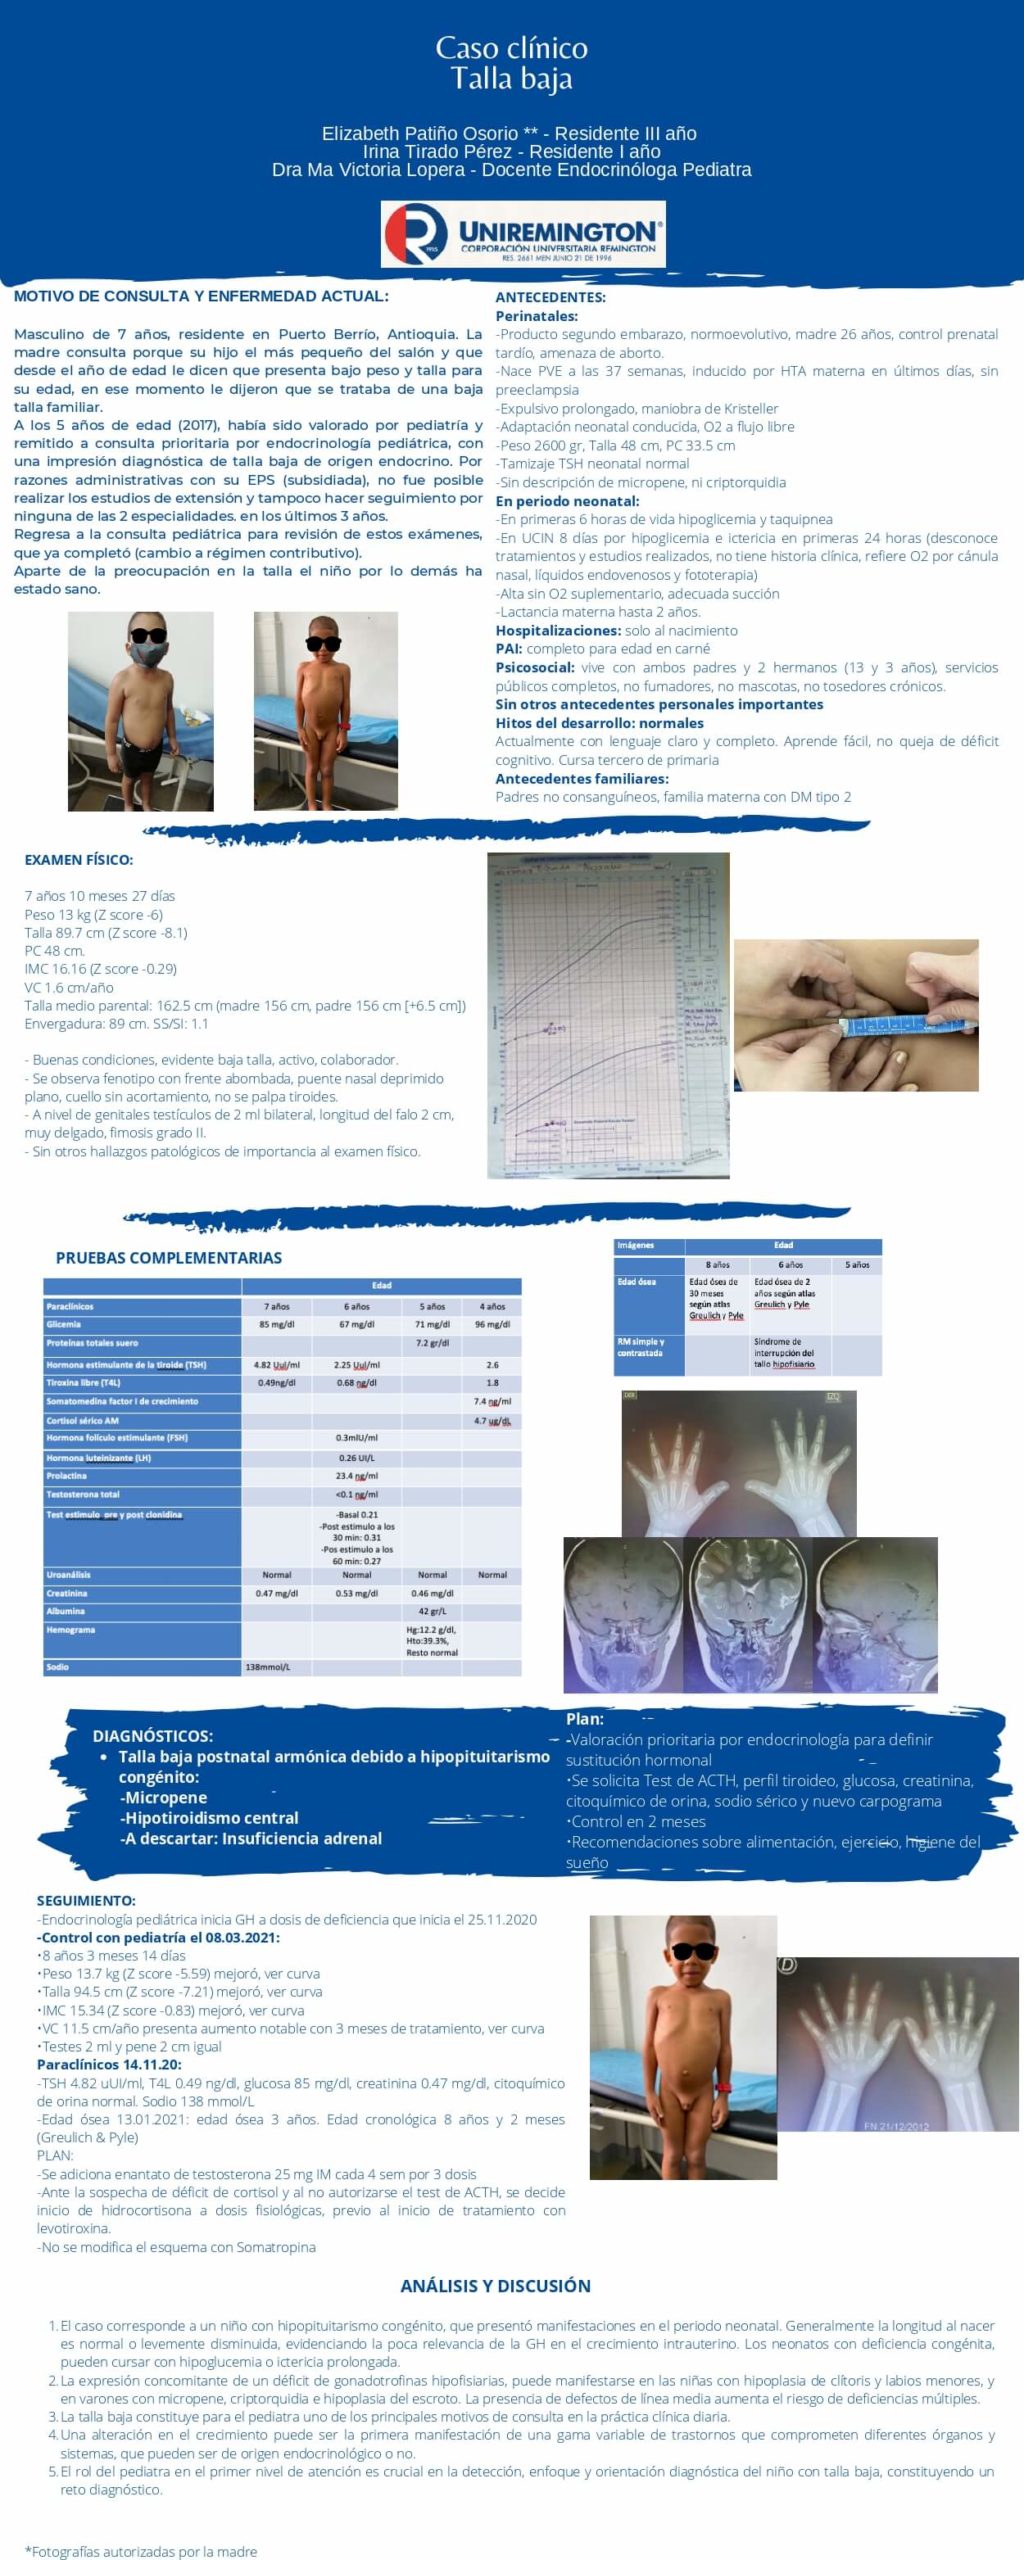 Caso clínico
Talla baja
Elizabeth Patiño Osorio ** - Residente III año
Irina Tirado Pérez - Residente I año
Dra Ma Victoria Lopera - Docente Endocrinóloga Pediatra
UNIREMINGTON®
CORPORACIÓN UNIVERSITARIA REMINGTON
RES. 2661 MEN JUNIO 21 DE 1996
MOTIVO DE CONSULTA Y ENFERMEDAD ACTUAL:
Masculino de 7 años, residente en Puerto Berrío, Antioquia. La
madre consulta porque su hijo el más pequeño del salón y que
desde el año de edad le dicen que presenta bajo peso y talla para
su edad, en ese momento le dijeron que se trataba de una baja
talla familiar.
A los 5 años de edad (2017), había sido valorado por pediatría y
remitido a consulta prioritaria por endocrinología pediátrica, con
una impresión diagnóstica de talla baja de origen endocrino. Por
razones administrativas con su EPS (subsidiada), no fue posible
realizar los estudios de extensión y tampoco hacer seguimiento por
ninguna de las 2 especialidades. en los últimos 3 años.
Regresa a la consulta pediátrica para revisión de estos exámenes,
que ya completó (cambio a régimen contributivo).
Aparte de la preocupación en la talla el niño por lo demás ha
estado sano.
ANTECEDENTES:
Perinatales:
-Producto segundo embarazo, normoevolutivo, madre 26 años, control prenatal
tardío, amenaza de aborto.
-Nace PVE a las 37 semanas, inducido por HTA materna en últimos días, sin
preeclampsia
-Expulsivo prolongado, maniobra de Kristeller
-Adaptación neonatal conducida, O2 a flujo libre
-Peso 2600 gr, Talla 48 cm, PC 33.5 cm
-Tamizaje TSH neonatal normal
-Sin descripción de micropene, ni criptorquidia
En periodo neonatal:
-En primeras 6 horas de vida hipoglicemia y taquipnea
-En UCIN 8 días por hipoglicemia e ictericia en primeras 24 horas (desconoce
tratamientos y estudios realizados, no tiene historia clínica, refiere O2 por cánula
nasal, líquidos endovenosos y fototerapia)
-Alta sin O2 suplementario, adecuada succión
-Lactancia materna hasta 2 años.
Hospitalizaciones: solo al nacimiento
PAI: completo para edad en carné
Psicosocial: vive con ambos padres y 2 hermanos (13 y 3 años), servicios
públicos completos, no fumadores, no mascotas, no tosedores crónicos.
Sin otros antecedentes personales importantes
Hitos del desarrollo: normales
Actualmente con lenguaje claro y completo. Aprende fácil, no queja de déficit
cognitivo. Cursa tercero de primaria
Antecedentes familiares:
Padres no consanguíneos, familia materna con DM tipo 2
EXAMEN FÍSICO:
7 años 10 meses 27 días
Peso 13 kg (Z score -6)
Talla 89.7 cm (Z score -8.1)
PC 48 cm.
IMC 16.16 (Z score -0.29)
VC 1.6 cm/año
Talla medio parental: 162.5 cm (madre 156 cm, padre 156 cm [+6.5 cm])
Envergadura: 89 cm. SS/SI: 1.1
- Buenas condiciones, evidente baja talla, activo, colaborador.
- Se observa fenotipo con frente abombada, puente nasal deprimido
plano, cuello sin acortamiento, no se palpa tiroides.
- A nivel de genitales testículos de 2 ml bilateral, longitud del falo 2 cm,
muy delgado, fimosis grado II.
- Sin otros hallazgos patológicos de importancia al examen físico.
PRUEBAS COMPLEMENTARIAS
Edad
Paraclínicos 7 años 6 años 5 años 4 años
Glicemia 85 mg/dl 67 mg/dl 71 mg/dl 96 mg/dl
Proteínas totales suero 7.2 gr/dl
Hormona estimulante de la tiroide (TSH) 4.82 Uul/ml 2.25 Uul/ml 2.6
Tiroxina libre (T4L) 0.49ng/dl 0.68 ng/dl 1.8
Somatomedina factor I de crecimiento 7.4 ng/ml
Cortisol sérico AM 4.7 ug/dL
Hormona folículo estimulante (FSH) 0.3mIU/ml
Hormona luteinizante (LH) 0.26 UI/L
Prolactina 23.4 ng/ml
Testosterona total <0.1 ng/ml
Test estimulo pre y post clonidina -Basal 0.21
-Post estimulo a los
30 min: 0.31
-Pos estimulo a los
60 min: 0.27
Uroanálisis Normal Normal Normal Normal
Creatinina 0.47 mg/dl 0.53 mg/dl 0.46 mg/dl
Albumina 42 gr/L
Hemograma Hg:12.2 g/dl,
Hto:39.3%,
Resto normal
Sodio 138mmol/L
Imágenes Edad
8 años 6 años 5 años
Edad ósea Edad ósea de 30 meses según atlas Greulich y Pyle Edad ósea de 2 años según atlas Greulich y Pyle
RM simple y contrastada Síndrome de interrupción del tallo hipofisiario
DIAGNÓSTICOS:
• Talla baja postnatal armónica debido a hipopituitarismo
congénito:
-Micropene
-Hipotiroidismo central
-A descartar: Insuficiencia adrenal
Plan:
-Valoración prioritaria por endocrinología para definir
sustitución hormonal
•Se solicita Test de ACTH, perfil tiroideo, glucosa, creatinina,
citoquímico de orina, sodio sérico y nuevo carpograma
•Control en 2 meses
•Recomendaciones sobre alimentación, ejercicio, higiene del
sueño
SEGUIMIENTO:
-Endocrinología pediátrica inicia GH a dosis de deficiencia que inicia el 25.11.2020
-Control con pediatría el 08.03.2021:
•8 años 3 meses 14 días
•Peso 13.7 kg (Z score -5.59) mejoró, ver curva
•Talla 94.5 cm (Z score -7.21) mejoró, ver curva
•IMC 15.34 (Z score -0.83) mejoró, ver curva
•VC 11.5 cm/año presenta aumento notable con 3 meses de tratamiento, ver curva
•Testes 2 ml y pene 2 cm igual
Paraclínicos 14.11.20:
-TSH 4.82 uUI/ml, T4L 0.49 ng/dl, glucosa 85 mg/dl, creatinina 0.47 mg/dl, citoquímico
de orina normal. Sodio 138 mmol/L
-Edad ósea 13.01.2021: edad ósea 3 años. Edad cronológica 8 años y 2 meses
(Greulich & Pyle)
PLAN:
-Se adiciona enantato de testosterona 25 mg IM cada 4 sem por 3 dosis
-Ante la sospecha de déficit de cortisol y al no autorizarse el test de ACTH, se decide
inicio de hidrocortisona a dosis fisiológicas, previo al inicio de tratamiento con
levotiroxina.
-No se modifica el esquema con Somatropina
D
FN 21/12/2012
ANÁLISIS Y DISCUSIÓN
1. El caso corresponde a un niño con hipopituitarismo congénito, que presentó manifestaciones en el periodo neonatal. Generalmente la longitud al nacer
es normal o levemente disminuida, evidenciando la poca relevancia de la GH en el crecimiento intrauterino. Los neonatos con deficiencia congénita,
pueden cursar con hipoglucemia o ictericia prolongada.
2. La expresión concomitante de un déficit de gonadotrofinas hipofisiarias, puede manifestarse en las niñas con hipoplasia de clítoris y labios menores, y
en varones con micropene, criptorquidia e hipoplasia del escroto. La presencia de defectos de línea media aumenta el riesgo de deficiencias múltiples.
3. La talla baja constituye para el pediatra uno de los principales motivos de consulta en la práctica clínica diaria.
4. Una alteración en el crecimiento puede ser la primera manifestación de una gama variable de trastornos que comprometen diferentes órganos y
sistemas, que pueden ser de origen endocrinológico o no.
5. El rol del pediatra en el primer nivel de atención es crucial en la detección, enfoque y orientación diagnóstica del niño con talla baja, constituyendo un
reto diagnóstico.
*Fotografías autorizadas por la madre